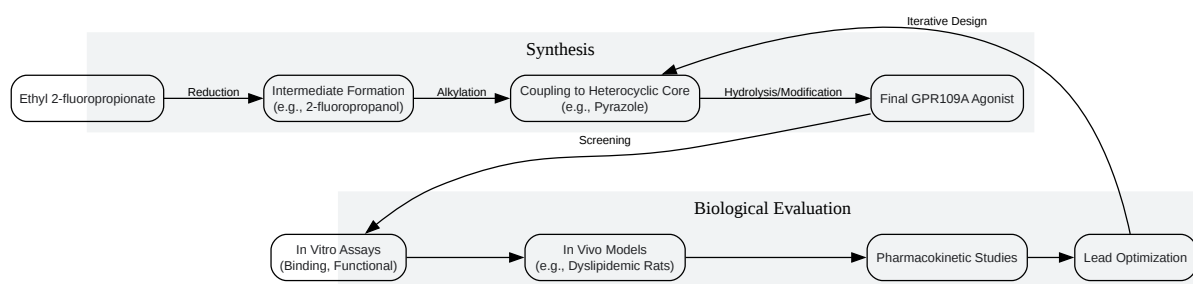 Iterative Design
Synthesis
Ethyl 2-fluoropropionate
Reduction
Intermediate Formation
(e.g., 2-fluoropropanol)
Alkylation
Coupling to Heterocyclic Core
(e.g., Pyrazole)
Hydrolysis/Modification
Final GPR109A Agonist
Screening
Biological Evaluation
In Vitro Assays
(Binding, Functional)
In Vivo Models
(e.g., Dyslipidemic Rats)
Pharmacokinetic Studies
Lead Optimization